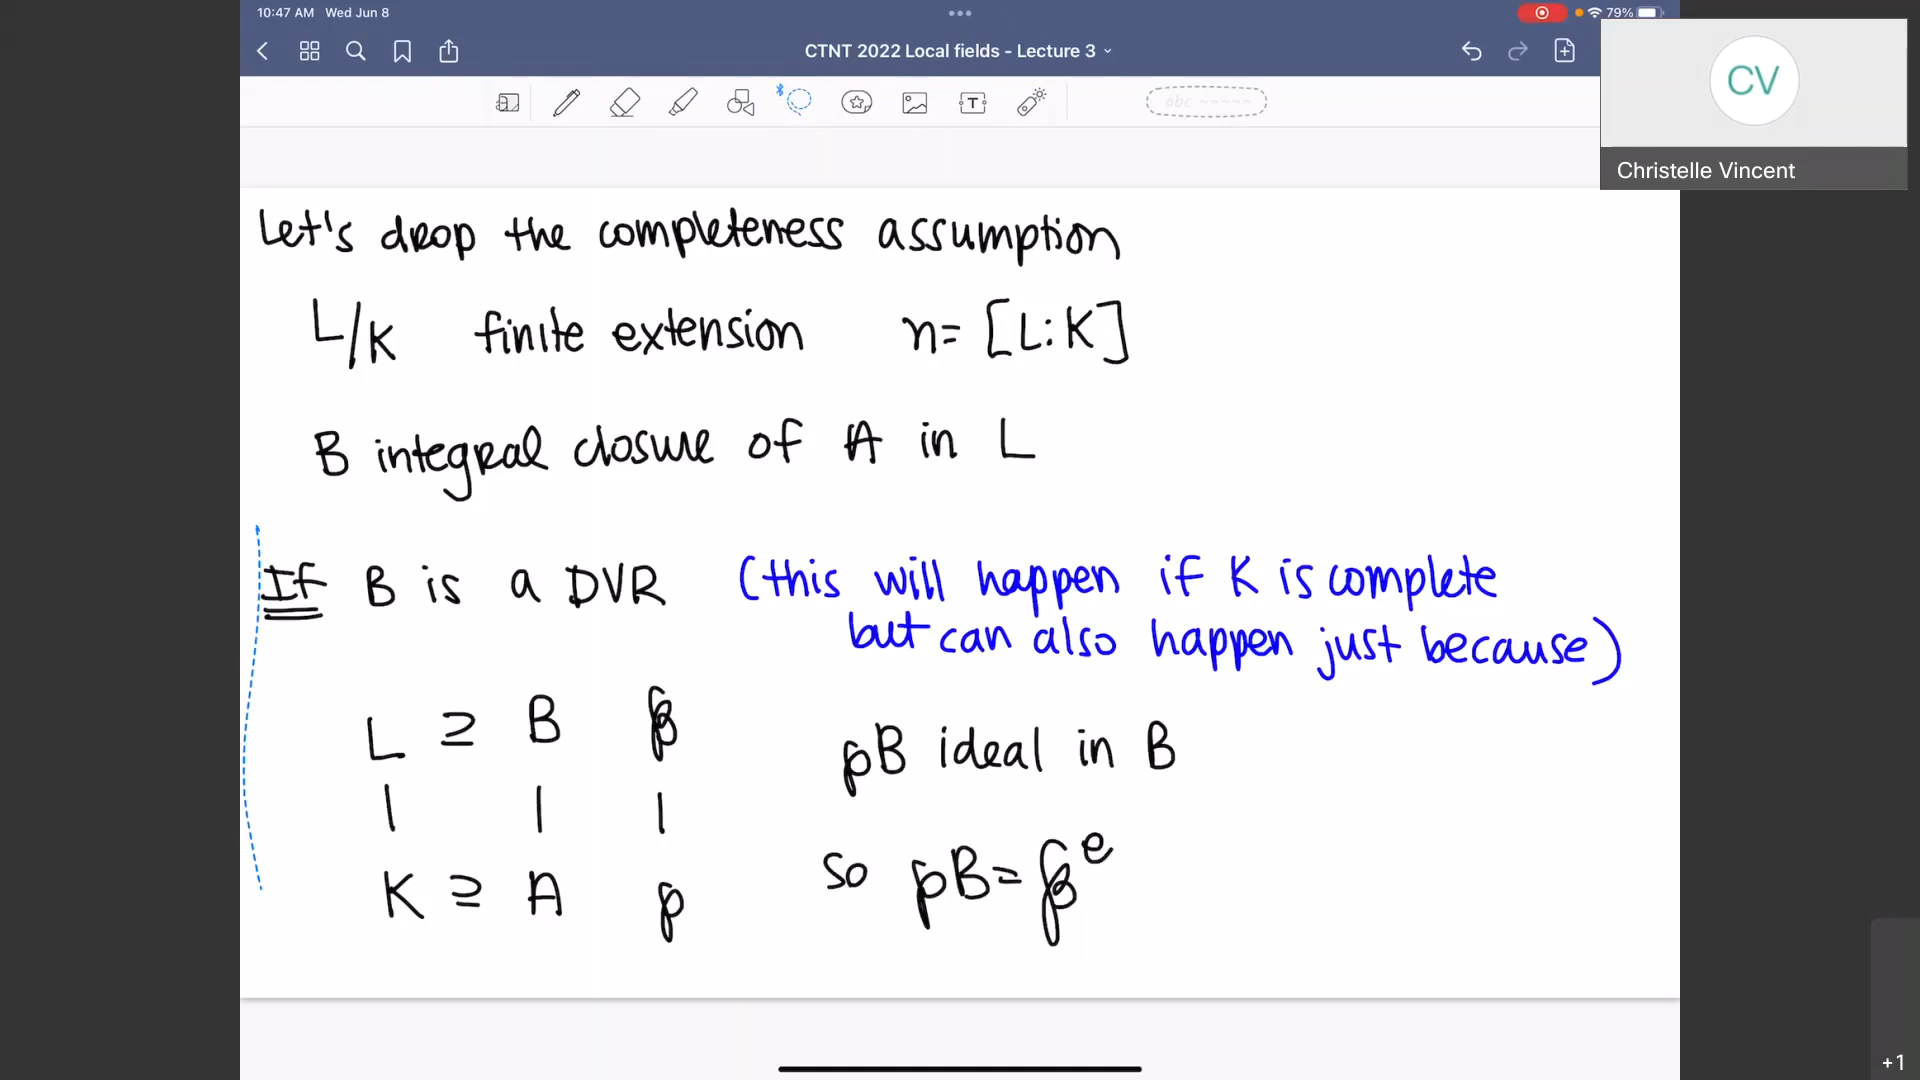 10:47 AM Wed Jun 8
79%
CTNT 2022 Local fields - Lecture 3
abc
CV
Christelle Vincent
Let's drop the completeness assumption
L/K finite extension n= [L:K]
B integral closure of A in L
If B is a DVR (this will happen if K is complete
but can also happen just because)
L ⊇ B 𝔓
pB ideal in B
| | |
so pB = 𝔓^e
K ⊇ A p
+1